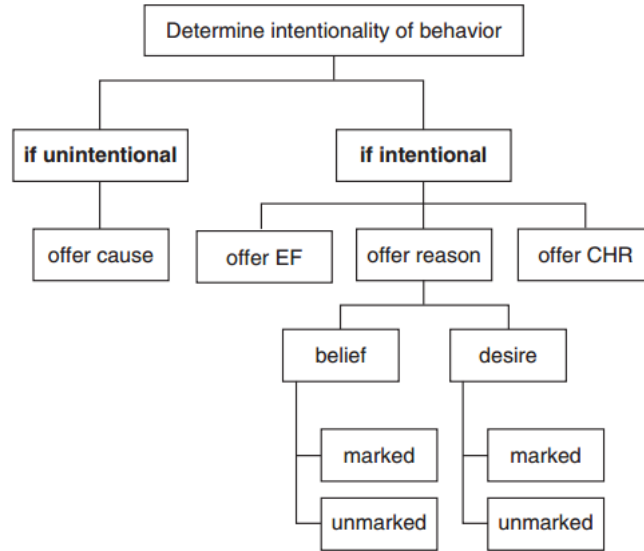 Determine intentionality of behavior
if unintentional
if intentional
offer cause
offer EF
offer reason
offer CHR
belief
desire
marked
marked
unmarked
unmarked